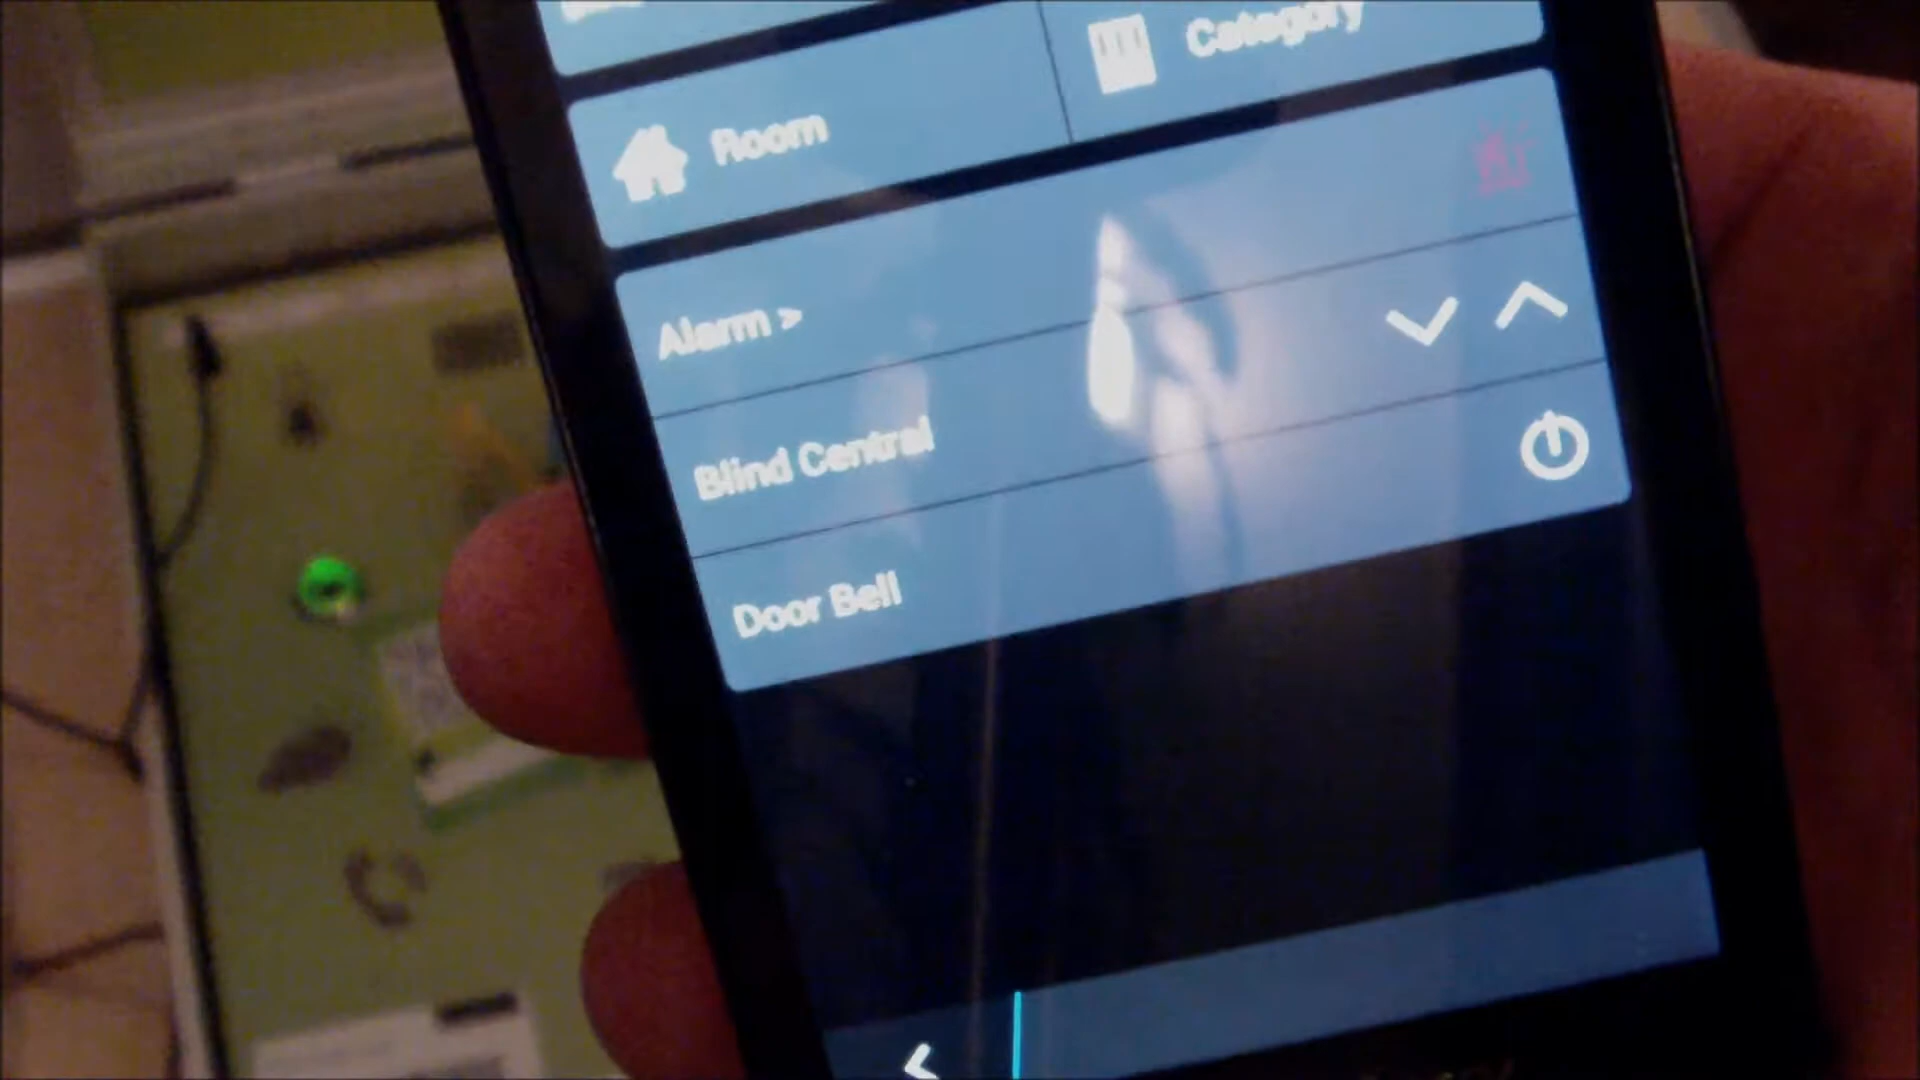 Room
Category
Alarm >
Blind Central
Door Bell